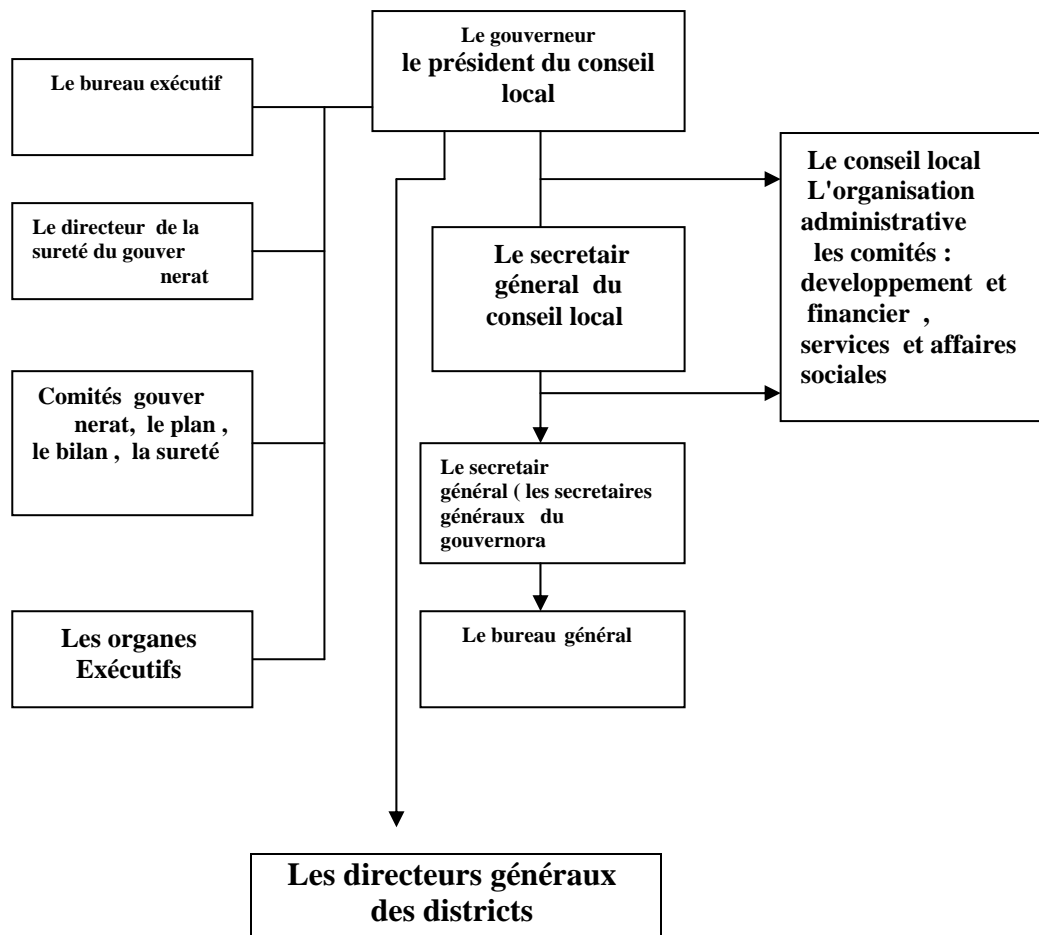 Le gouverneur
le président du conseil
local
Le bureau exécutif
Le directeur de la
sureté du gouver
nerat
Comités gouver
nerat, le plan ,
le bilan , la sureté
Les organes
Exécutifs
Le secretair
géneral du
conseil local
Le conseil local
L'organisation
administrative
les comités :
developpement et
financier ,
services et affaires
sociales
Le secretair
général ( les secretaires
généraux du
gouvernora
Le bureau général
Les directeurs généraux
des districts